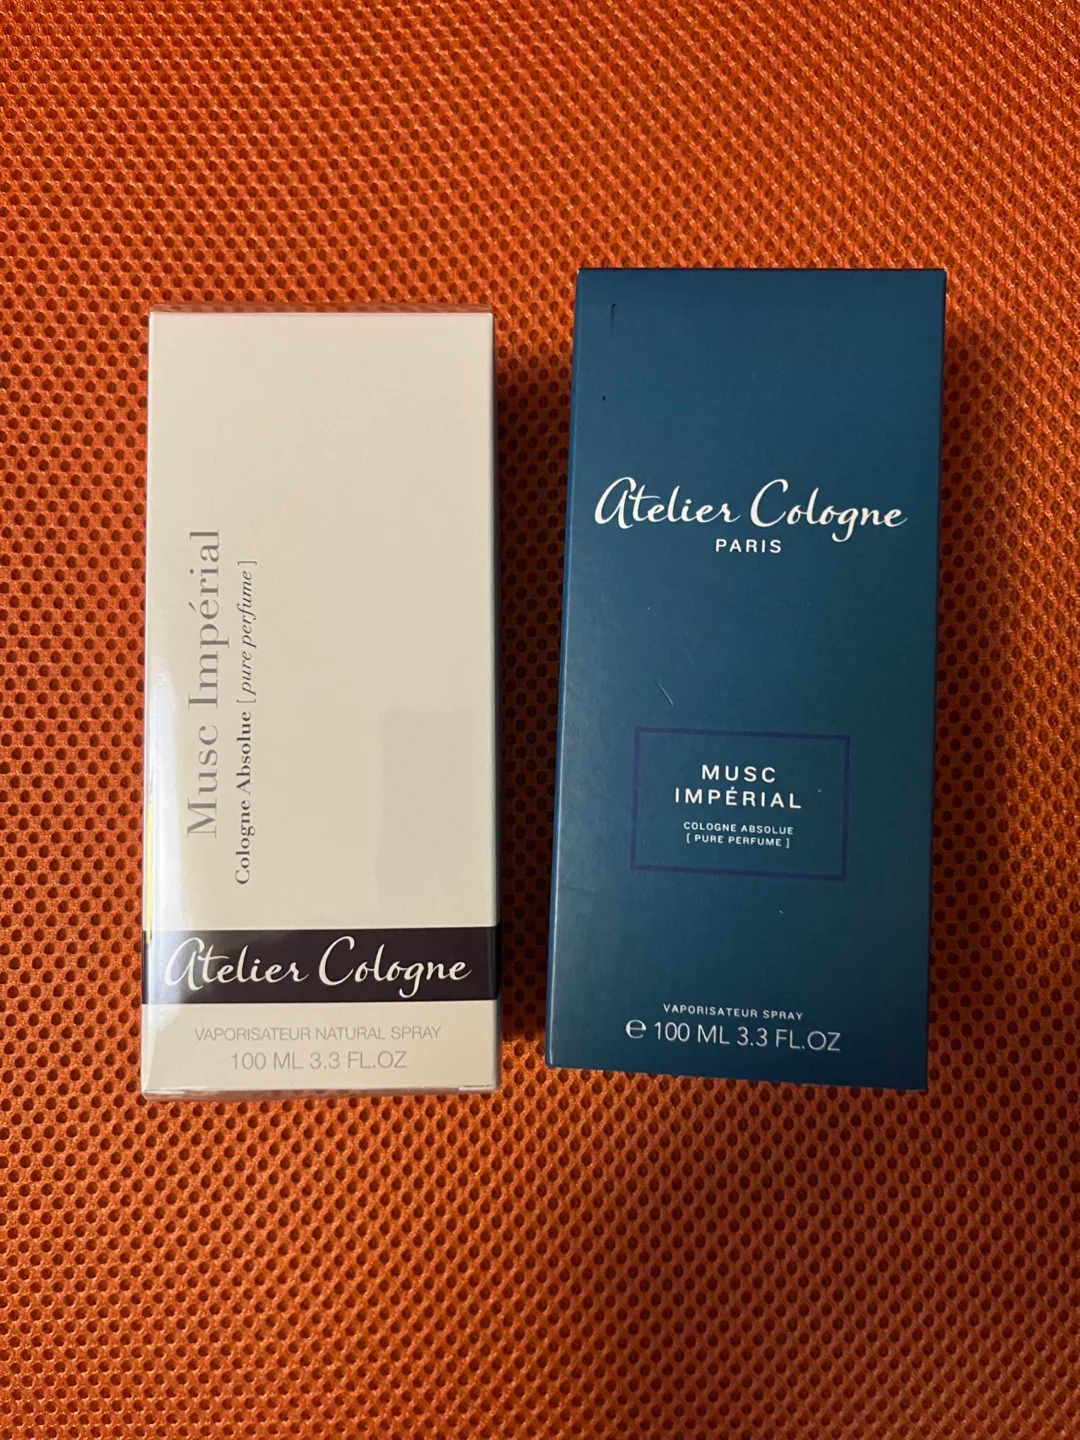 Musc Impérial
Cologne Absolue [pure perfume]
Atelier Cologne
VAPORISATEUR NATURAL SPRAY
100 ML 3.3 FL.OZ
Atelier Cologne
PARIS
MUSC
IMPÉRIAL
COLOGNE ABSOLUE
[ PURE PERFUME ]
VAPORISATEUR SPRAY
℮ 100 ML 3.3 FL.OZ